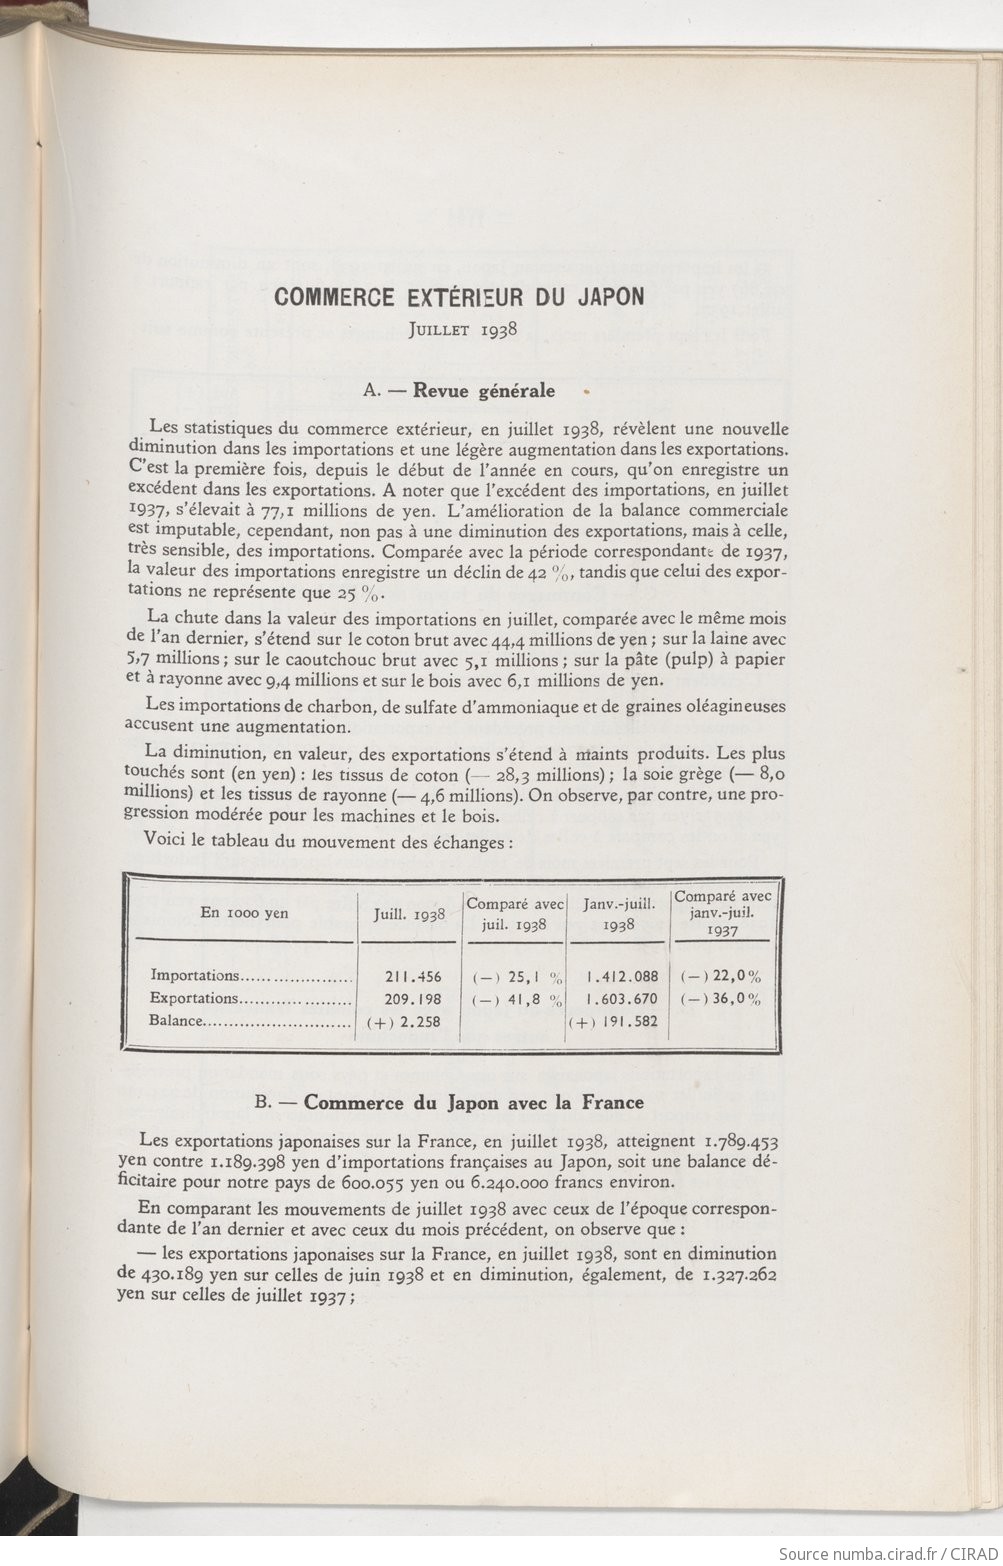 COMMERCE EXTÉRIEUR DU JAPON
JUILLET 1938
A. — Revue générale
Les statistiques du commerce extérieur, en juillet 1938, révèlent une nouvelle
diminution dans les importations et une légère augmentation dans les exportations.
C'est la première fois, depuis le début de l'année en cours, qu'on enregistre un
excédent dans les exportations. A noter que l'excédent des importations, en juillet
1937, s'élevait à 77,1 millions de yen. L'amélioration de la balance commerciale
est imputable, cependant, non pas à une diminution des exportations, mais à celle,
très sensible, des importations. Comparée avec la période correspondante de 1937,
la valeur des importations enregistre un déclin de 42 %, tandis que celui des expor-
tations ne représente que 25 %.
La chute dans la valeur des importations en juillet, comparée avec le même mois
de l'an dernier, s'étend sur le coton brut avec 44,4 millions de yen ; sur la laine avec
5,7 millions ; sur le caoutchouc brut avec 5,1 millions ; sur la pâte (pulp) à papier
et à rayonne avec 9,4 millions et sur le bois avec 6,1 millions de yen.
Les importations de charbon, de sulfate d'ammoniaque et de graines oléagineuses
accusent une augmentation.
La diminution, en valeur, des exportations s'étend à maints produits. Les plus
touchés sont (en yen) : les tissus de coton (— 28,3 millions) ; la soie grège (— 8,0
millions) et les tissus de rayonne (— 4,6 millions). On observe, par contre, une pro-
gression modérée pour les machines et le bois.
Voici le tableau du mouvement des échanges :
En 1000 yen Juill. 1938 Comparé avec juil. 1938 Janv.-juill. 1938 Comparé avec janv.-juil. 1937
Importations..................... 211.456 (—) 25,1 % 1.412.088 (—) 22,0%
Exportations..................... 209.198 (—) 41,8 % 1.603.670 (—) 36,0%
Balance........................... (+) 2.258 (+) 191.582
B. — Commerce du Japon avec la France
Les exportations japonaises sur la France, en juillet 1938, atteignent 1.789.453
yen contre 1.189.398 yen d'importations françaises au Japon, soit une balance dé-
ficitaire pour notre pays de 600.055 yen ou 6.240.000 francs environ.
En comparant les mouvements de juillet 1938 avec ceux de l'époque correspon-
dante de l'an dernier et avec ceux du mois précédent, on observe que :
— les exportations japonaises sur la France, en juillet 1938, sont en diminution
de 430.189 yen sur celles de juin 1938 et en diminution, également, de 1.327.262
yen sur celles de juillet 1937 ;
Source numba.cirad.fr / CIRAD